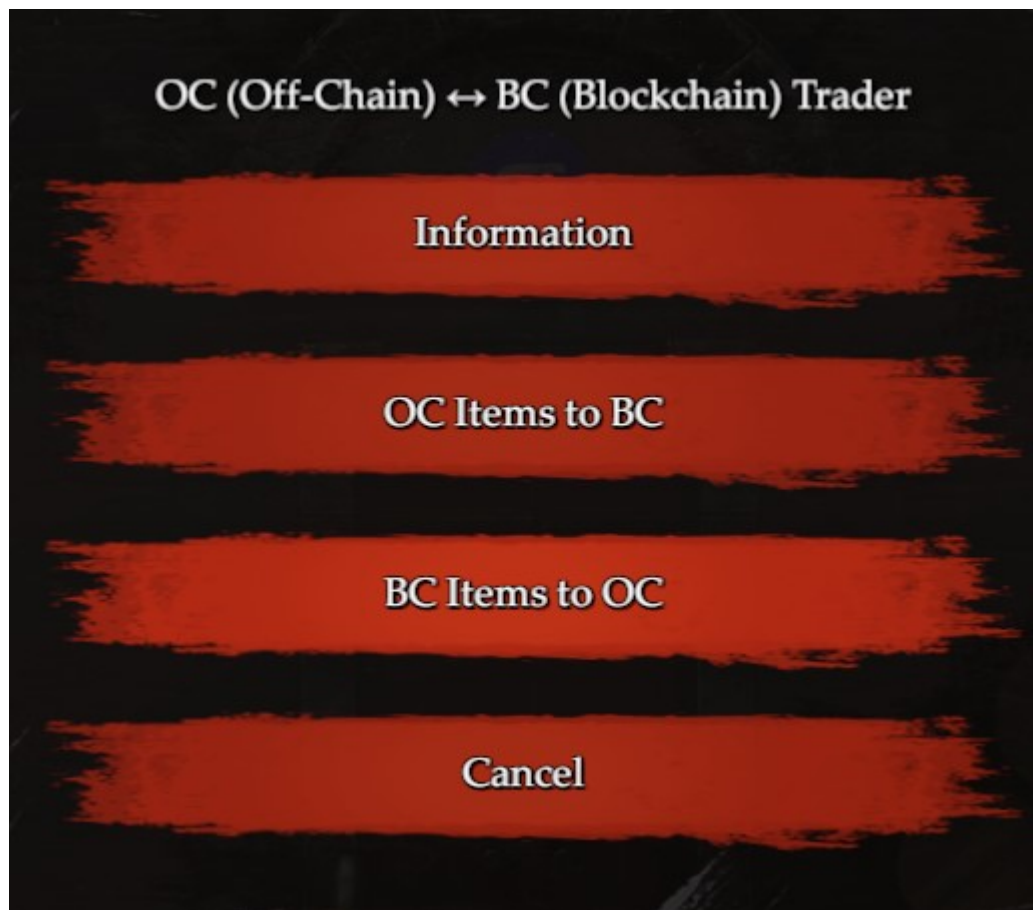 OC (Off-Chain) ↔ BC (Blockchain) Trader
Information
OC Items to BC
BC Items to OC
Cancel